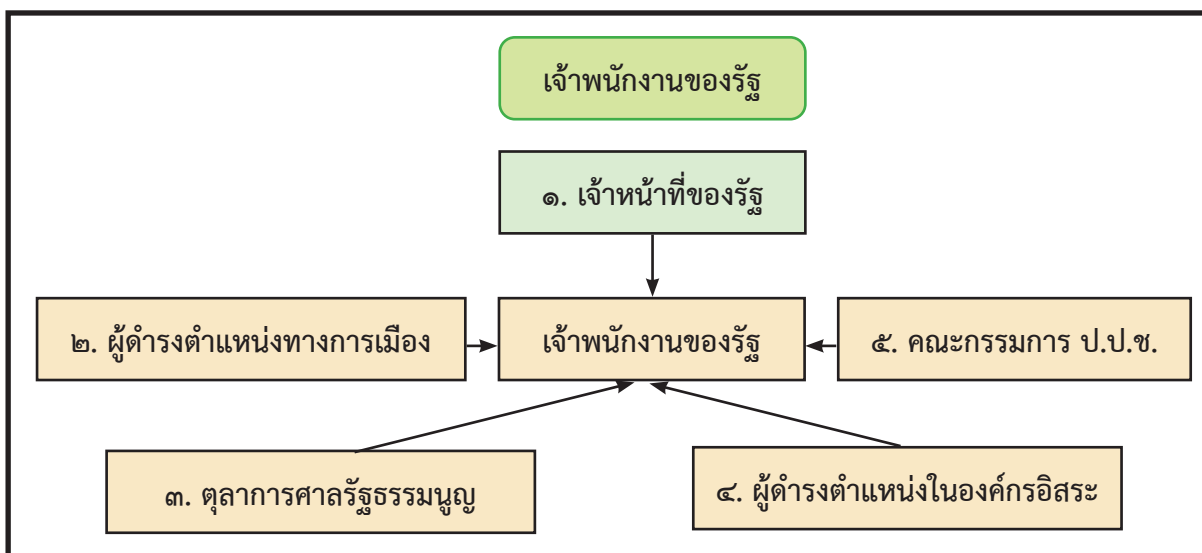 เจ้าพนักงานของรัฐ
๑. เจ้าหน้าที่ของรัฐ
๒. ผู้ดำรงตำแหน่งทางการเมือง
เจ้าพนักงานของรัฐ
๕. คณะกรรมการ ป.ป.ช.
๓. ตุลาการศาลรัฐธรรมนูญ
๔. ผู้ดำรงตำแหน่งในองค์กรอิสระ